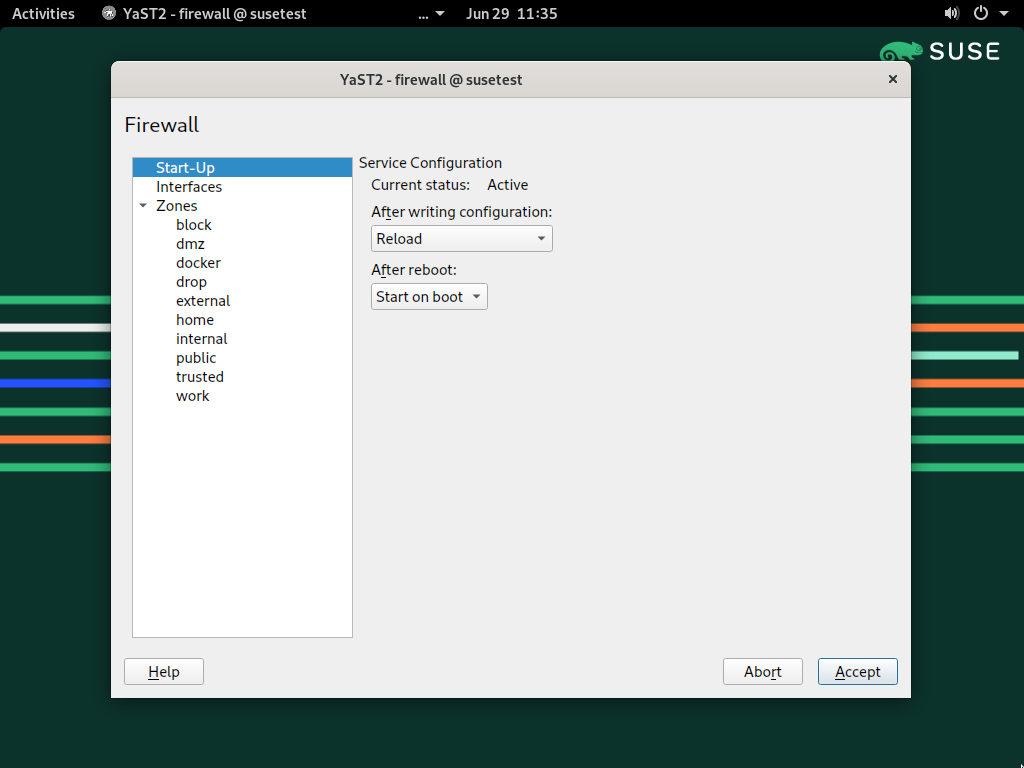 Activities YaST2 - firewall @ susetest ... Jun 29 11:35
SUSE
YaST2 - firewall @ susetest
Firewall
Start-Up
Interfaces
Zones
block
dmz
docker
drop
external
home
internal
public
trusted
work
Service Configuration
Current status: Active
After writing configuration:
Reload
After reboot:
Start on boot
Help Abort Accept